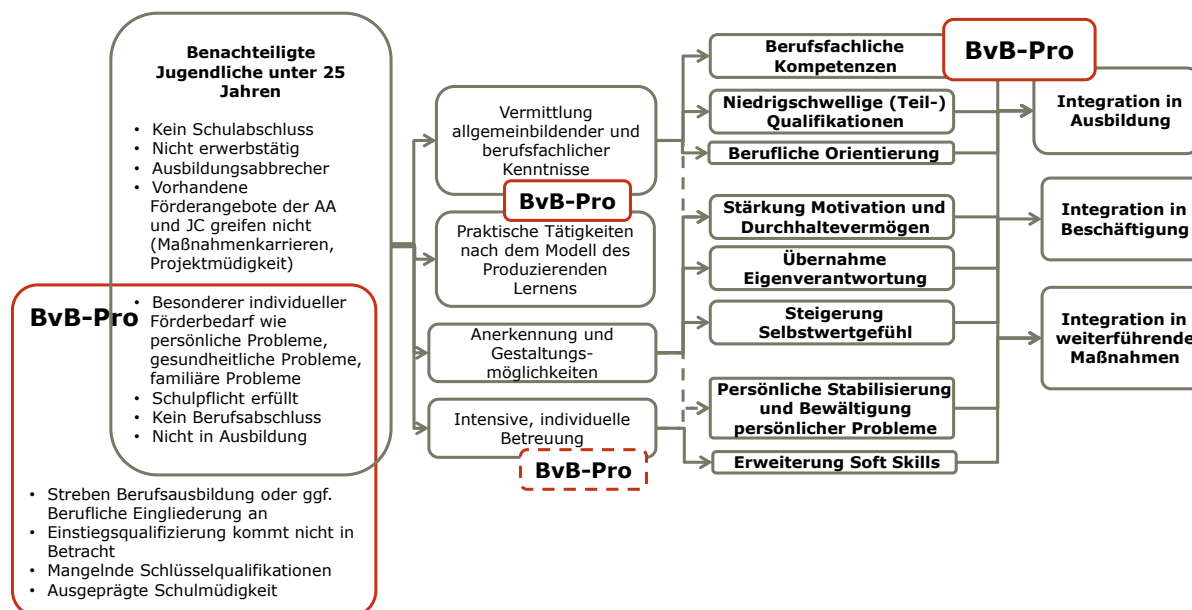 Benachteiligte
Jugendliche unter 25
Jahren
• Kein Schulabschluss
• Nicht erwerbstätig
• Ausbildungsabbrecher
• Vorhandene
Förderangebote der AA
und JC greifen nicht
(Maßnahmenkarrieren,
Projektmüdigkeit)
BvB-Pro
• Besonderer individueller
Förderbedarf wie
persönliche Probleme,
gesundheitliche Probleme,
familiäre Probleme
• Schulpflicht erfüllt
• Kein Berufsabschluss
• Nicht in Ausbildung
• Streben Berufsausbildung oder ggf.
Berufliche Eingliederung an
• Einstiegsqualifizierung kommt nicht in
Betracht
• Mangelnde Schlüsselqualifikationen
• Ausgeprägte Schulmüdigkeit
Vermittlung
allgemeinbildender und
berufsfachlicher
Kenntnisse
BvB-Pro
Praktische Tätigkeiten
nach dem Modell des
Produzierenden
Lernens
Anerkennung und
Gestaltungs-
möglichkeiten
Intensive, individuelle
Betreuung
BvB-Pro
Berufsfachliche
Kompetenzen
Niedrigschwellige (Teil-)
Qualifikationen
Berufliche Orientierung
Stärkung Motivation und
Durchhaltevermögen
Übernahme
Eigenverantwortung
Steigerung
Selbstwertgefühl
Persönliche Stabilisierung
und Bewältigung
persönlicher Probleme
Erweiterung Soft Skills
BvB-Pro
Integration in
Ausbildung
Integration in
Beschäftigung
Integration in
weiterführende
Maßnahmen